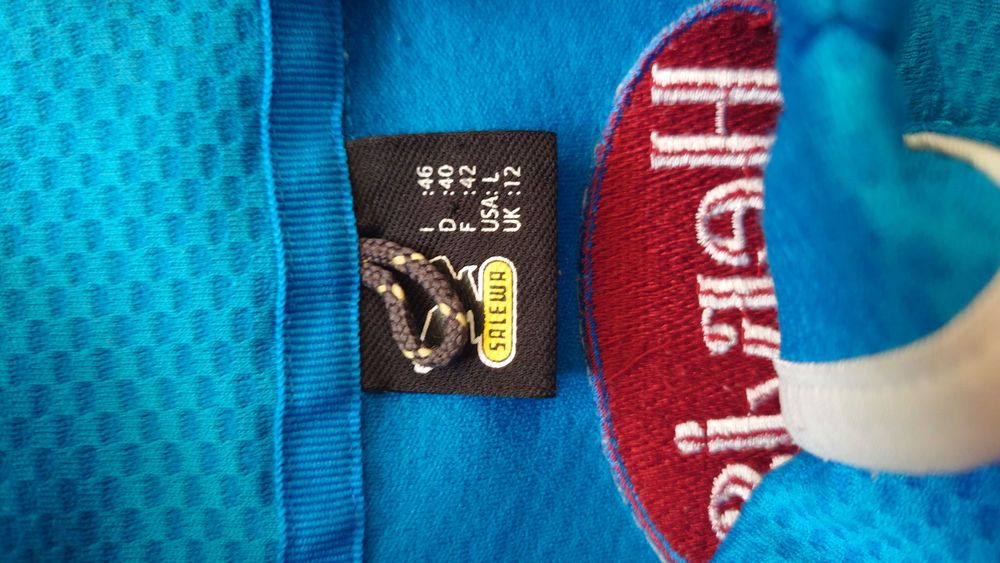 SALEWA
I :46
D :40
F :42
USA: L
UK :12